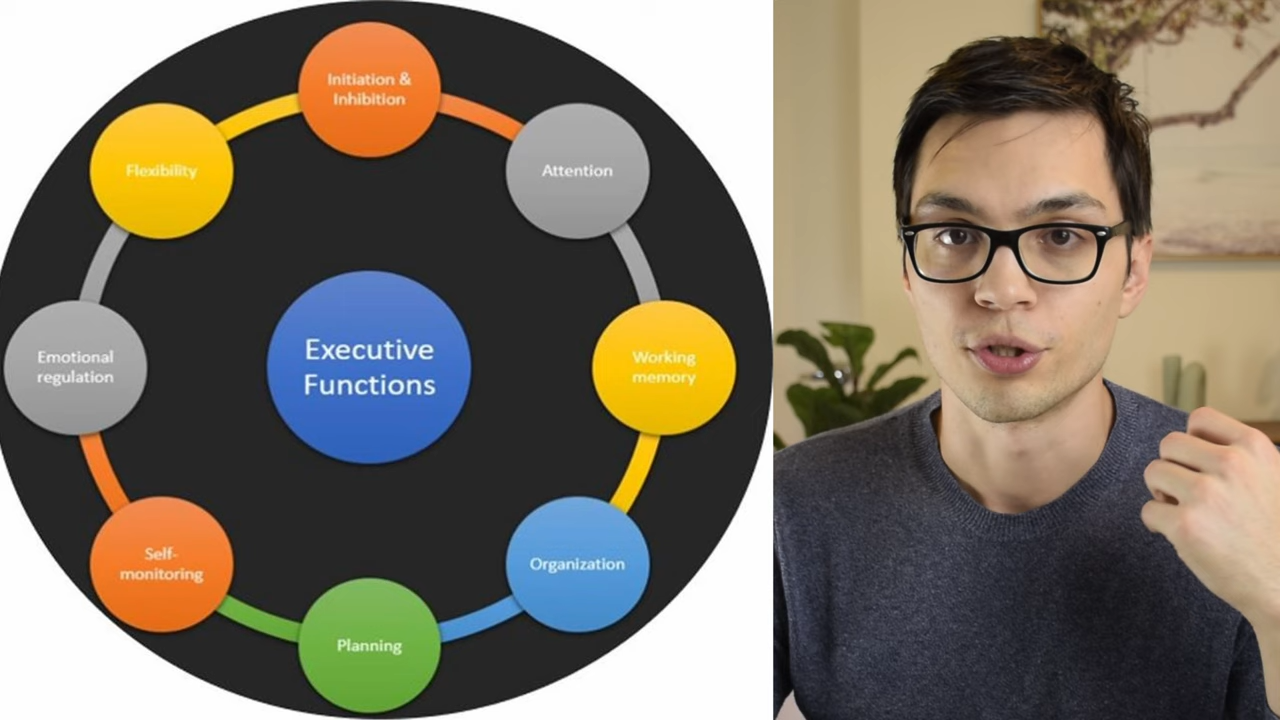 Initiation &
Inhibition
Flexibility
Attention
Executive
Functions
Emotional
regulation
Working
memory
Self-
monitoring
Organization
Planning